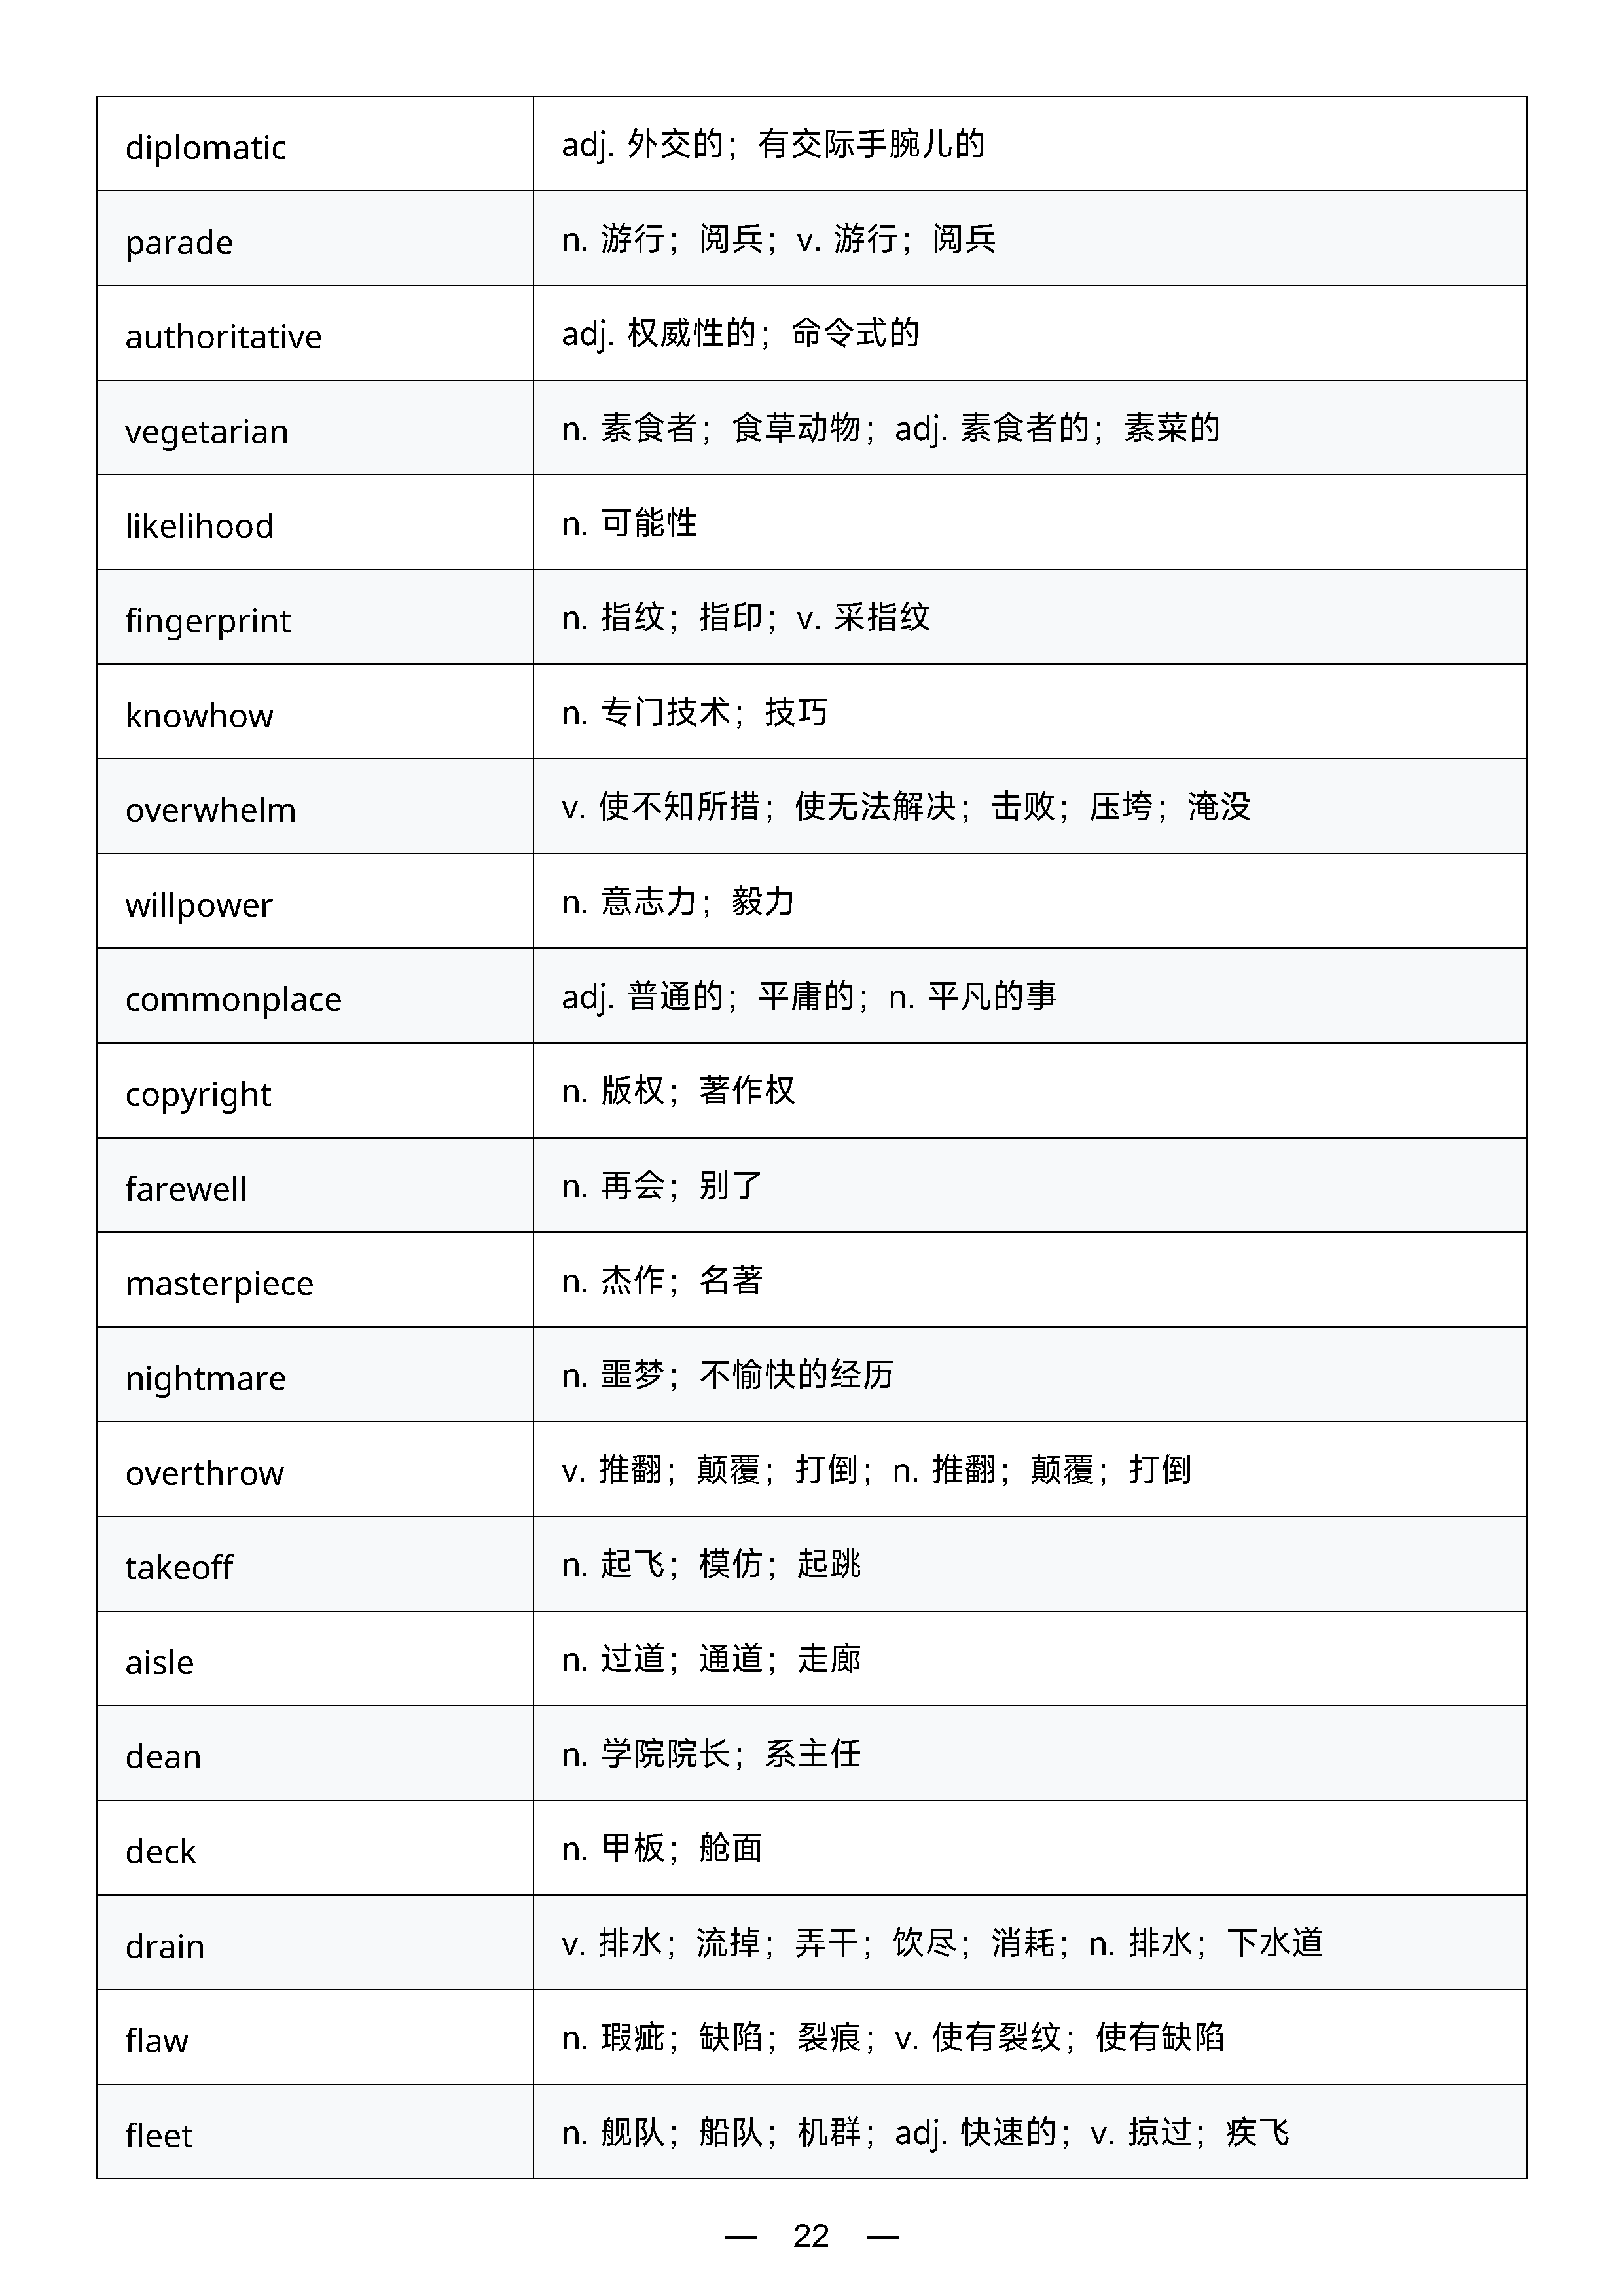 diplomatic adj. 外交的；有交际手腕儿的
parade n. 游行；阅兵；v. 游行；阅兵
authoritative adj. 权威性的；命令式的
vegetarian n. 素食者；食草动物；adj. 素食者的；素菜的
likelihood n. 可能性
fingerprint n. 指纹；指印；v. 采指纹
knowhow n. 专门技术；技巧
overwhelm v. 使不知所措；使无法解决；击败；压垮；淹没
willpower n. 意志力；毅力
commonplace adj. 普通的；平庸的；n. 平凡的事
copyright n. 版权；著作权
farewell n. 再会；别了
masterpiece n. 杰作；名著
nightmare n. 噩梦；不愉快的经历
overthrow v. 推翻；颠覆；打倒；n. 推翻；颠覆；打倒
takeoff n. 起飞；模仿；起跳
aisle n. 过道；通道；走廊
dean n. 学院院长；系主任
deck n. 甲板；舱面
drain v. 排水；流掉；弄干；饮尽；消耗；n. 排水；下水道
flaw n. 瑕疵；缺陷；裂痕；v. 使有裂纹；使有缺陷
fleet n. 舰队；船队；机群；adj. 快速的；v. 掠过；疾飞
— 22 —